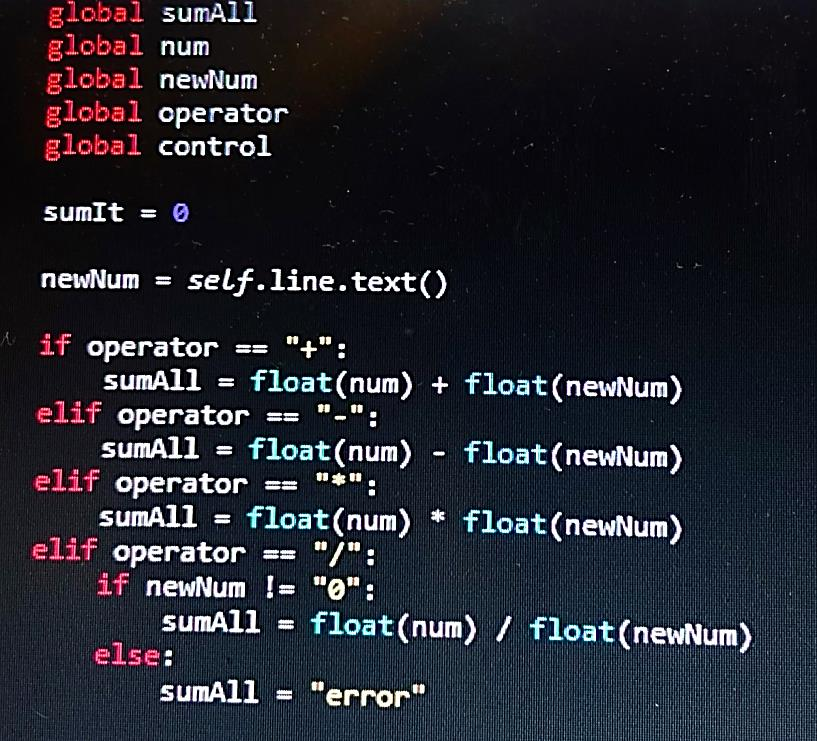 global sumAll
global num
global newNum
global operator
global control
sumIt = 0
newNum = self.line.text()
if operator == "+":
sumAll = float(num) + float(newNum)
elif operator == "-":
sumAll = float(num) - float(newNum)
elif operator == "*":
sumAll = float(num) * float(newNum)
elif operator == "/":
if newNum != "0":
sumAll = float(num) / float(newNum)
else:
sumAll = "error"